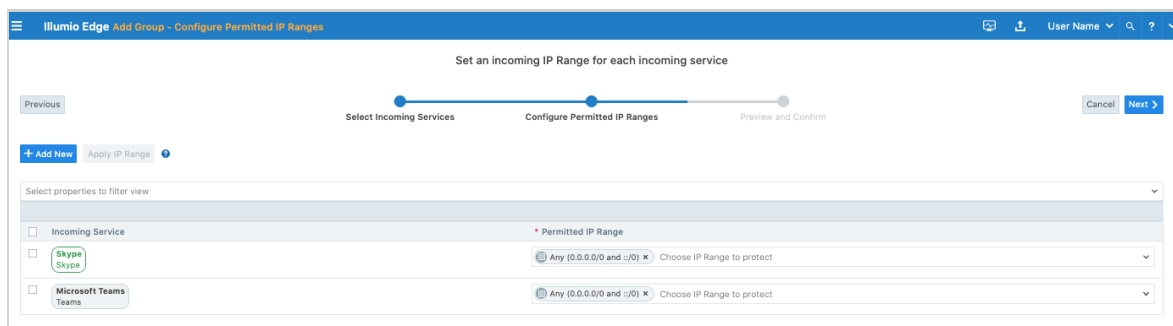 Illumio Edge Add Group - Configure Permitted IP Ranges
User Name
?
Set an incoming IP Range for each incoming service
Previous
Select Incoming Services
Configure Permitted IP Ranges
Preview and Confirm
Cancel
Next >
+ Add New
Apply IP Range
?
Select properties to filter view
Incoming Service
* Permitted IP Range
Skype
Skype
Any (0.0.0.0/0 and ::/0) ×
Choose IP Range to protect
Microsoft Teams
Teams
Any (0.0.0.0/0 and ::/0) ×
Choose IP Range to protect